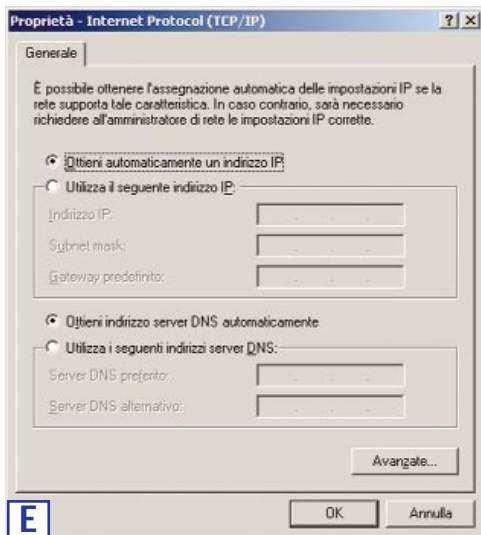 Proprietà - Internet Protocol (TCP/IP)
Generale
È possibile ottenere l'assegnazione automatica delle impostazioni IP se la
rete supporta tale caratteristica. In caso contrario, sarà necessario
richiedere all'amministratore di rete le impostazioni IP corrette.
Ottieni automaticamente un indirizzo IP
Utilizza il seguente indirizzo IP:
Indirizzo IP:
Subnet mask:
Gateway predefinito:
Ottieni indirizzo server DNS automaticamente
Utilizza i seguenti indirizzi server DNS:
Server DNS preferito:
Server DNS alternativo:
Avanzate...
OK Annulla
E